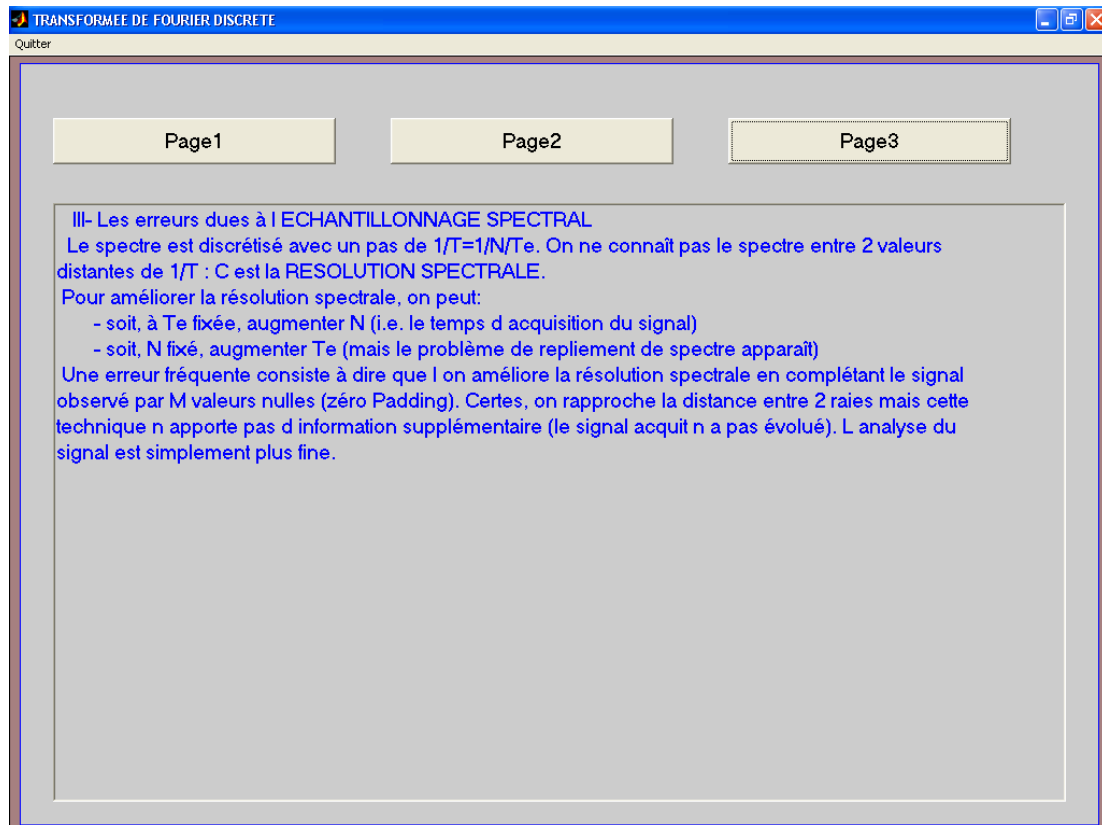 TRANSFORMEE DE FOURIER DISCRETE
Quitter
Page1 Page2 Page3
III- Les erreurs dues à l ECHANTILLONNAGE SPECTRAL
Le spectre est discrétisé avec un pas de 1/T=1/N/Te. On ne connaît pas le spectre entre 2 valeurs
distantes de 1/T : C est la RESOLUTION SPECTRALE.
Pour améliorer la résolution spectrale, on peut:
- soit, à Te fixée, augmenter N (i.e. le temps d acquisition du signal)
- soit, N fixé, augmenter Te (mais le problème de repliement de spectre apparaît)
Une erreur fréquente consiste à dire que l on améliore la résolution spectrale en complétant le signal
observé par M valeurs nulles (zéro Padding). Certes, on rapproche la distance entre 2 raies mais cette
technique n apporte pas d information supplémentaire (le signal acquit n a pas évolué). L analyse du
signal est simplement plus fine.